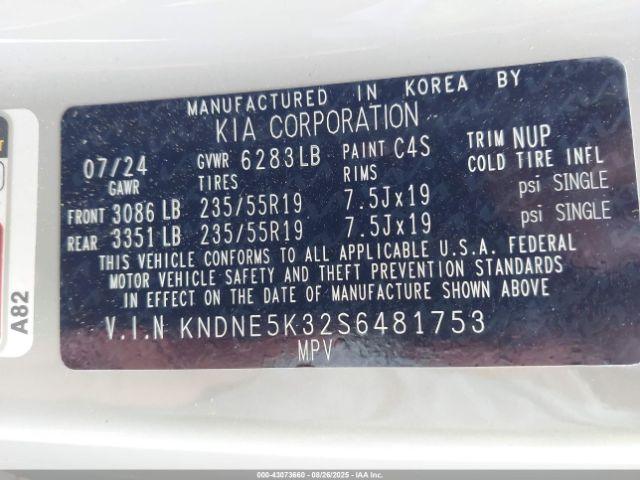 MANUFACTURED IN KOREA BY
KIA CORPORATION
07/24 GVWR 6283LB PAINT C4S TRIM NUP
GAWR TIRES RIMS COLD TIRE INFL
FRONT 3086 LB 235/55R19 7.5Jx19 psi SINGLE
REAR 3351 LB 235/55R19 7.5Jx19 psi SINGLE
THIS VEHICLE CONFORMS TO ALL APPLICABLE U.S.A. FEDERAL
MOTOR VEHICLE SAFETY AND THEFT PREVENTION STANDARDS
IN EFFECT ON THE DATE OF MANUFACTURE SHOWN ABOVE
V.I.N KNDNE5K32S6481753
MPV
A82
000-43073660 - 08/26/2025 - IAAI.com